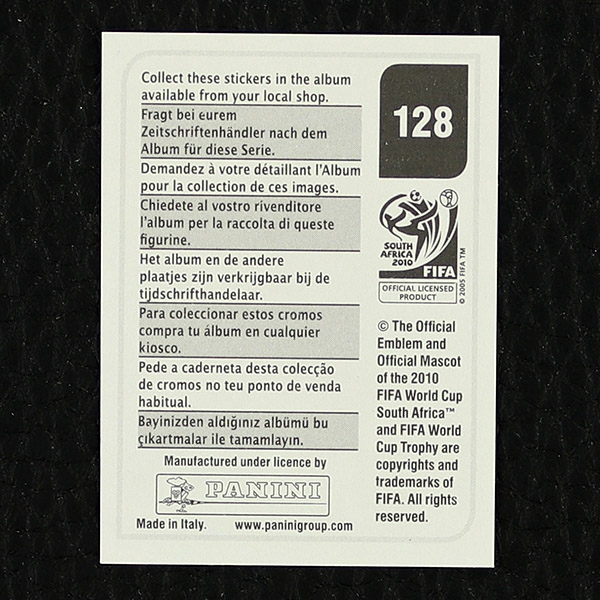 Collect these stickers in the album
available from your local shop.
Fragt bei eurem
Zeitschriftenhändler nach dem
Album für diese Serie.
Demandez à votre détaillant l'Album
pour la collection de ces images.
Chiedete al vostro rivenditore
l'album per la raccolta di queste
figurine.
Het album en de andere
plaatjes zijn verkrijgbaar bij de
tijdschrifthandelaar.
Para coleccionar estos cromos
compra tu álbum en cualquier
kiosco.
Pede a caderneta desta colecção
de cromos no teu ponto de venda
habitual.
Bayinizden aldığınız albümü bu
çıkartmalar ile tamamlayın.
Manufactured under licence by
PANINI
Made in Italy. www.paninigroup.com
128
SOUTH
AFRICA
2010
FIFA
OFFICIAL LICENSED
PRODUCT
© 2005 FIFA TM
© The Official
Emblem and
Official Mascot
of the 2010
FIFA World Cup
South Africa™
and FIFA World
Cup Trophy are
copyrights and
trademarks of
FIFA. All rights
reserved.